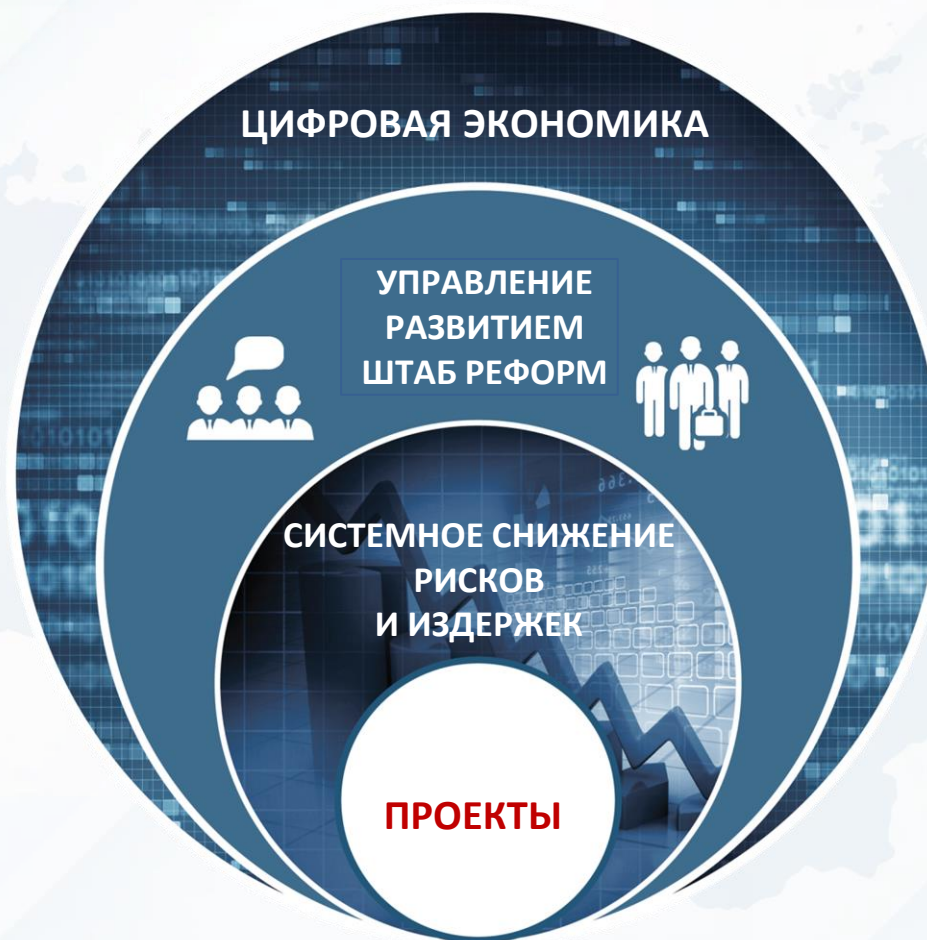 ЦИФРОВАЯ ЭКОНОМИКА
УПРАВЛЕНИЕ
РАЗВИТИЕМ
ШТАБ РЕФОРМ
СИСТЕМНОЕ СНИЖЕНИЕ
РИСКОВ
И ИЗДЕРЖЕК
ПРОЕКТЫ